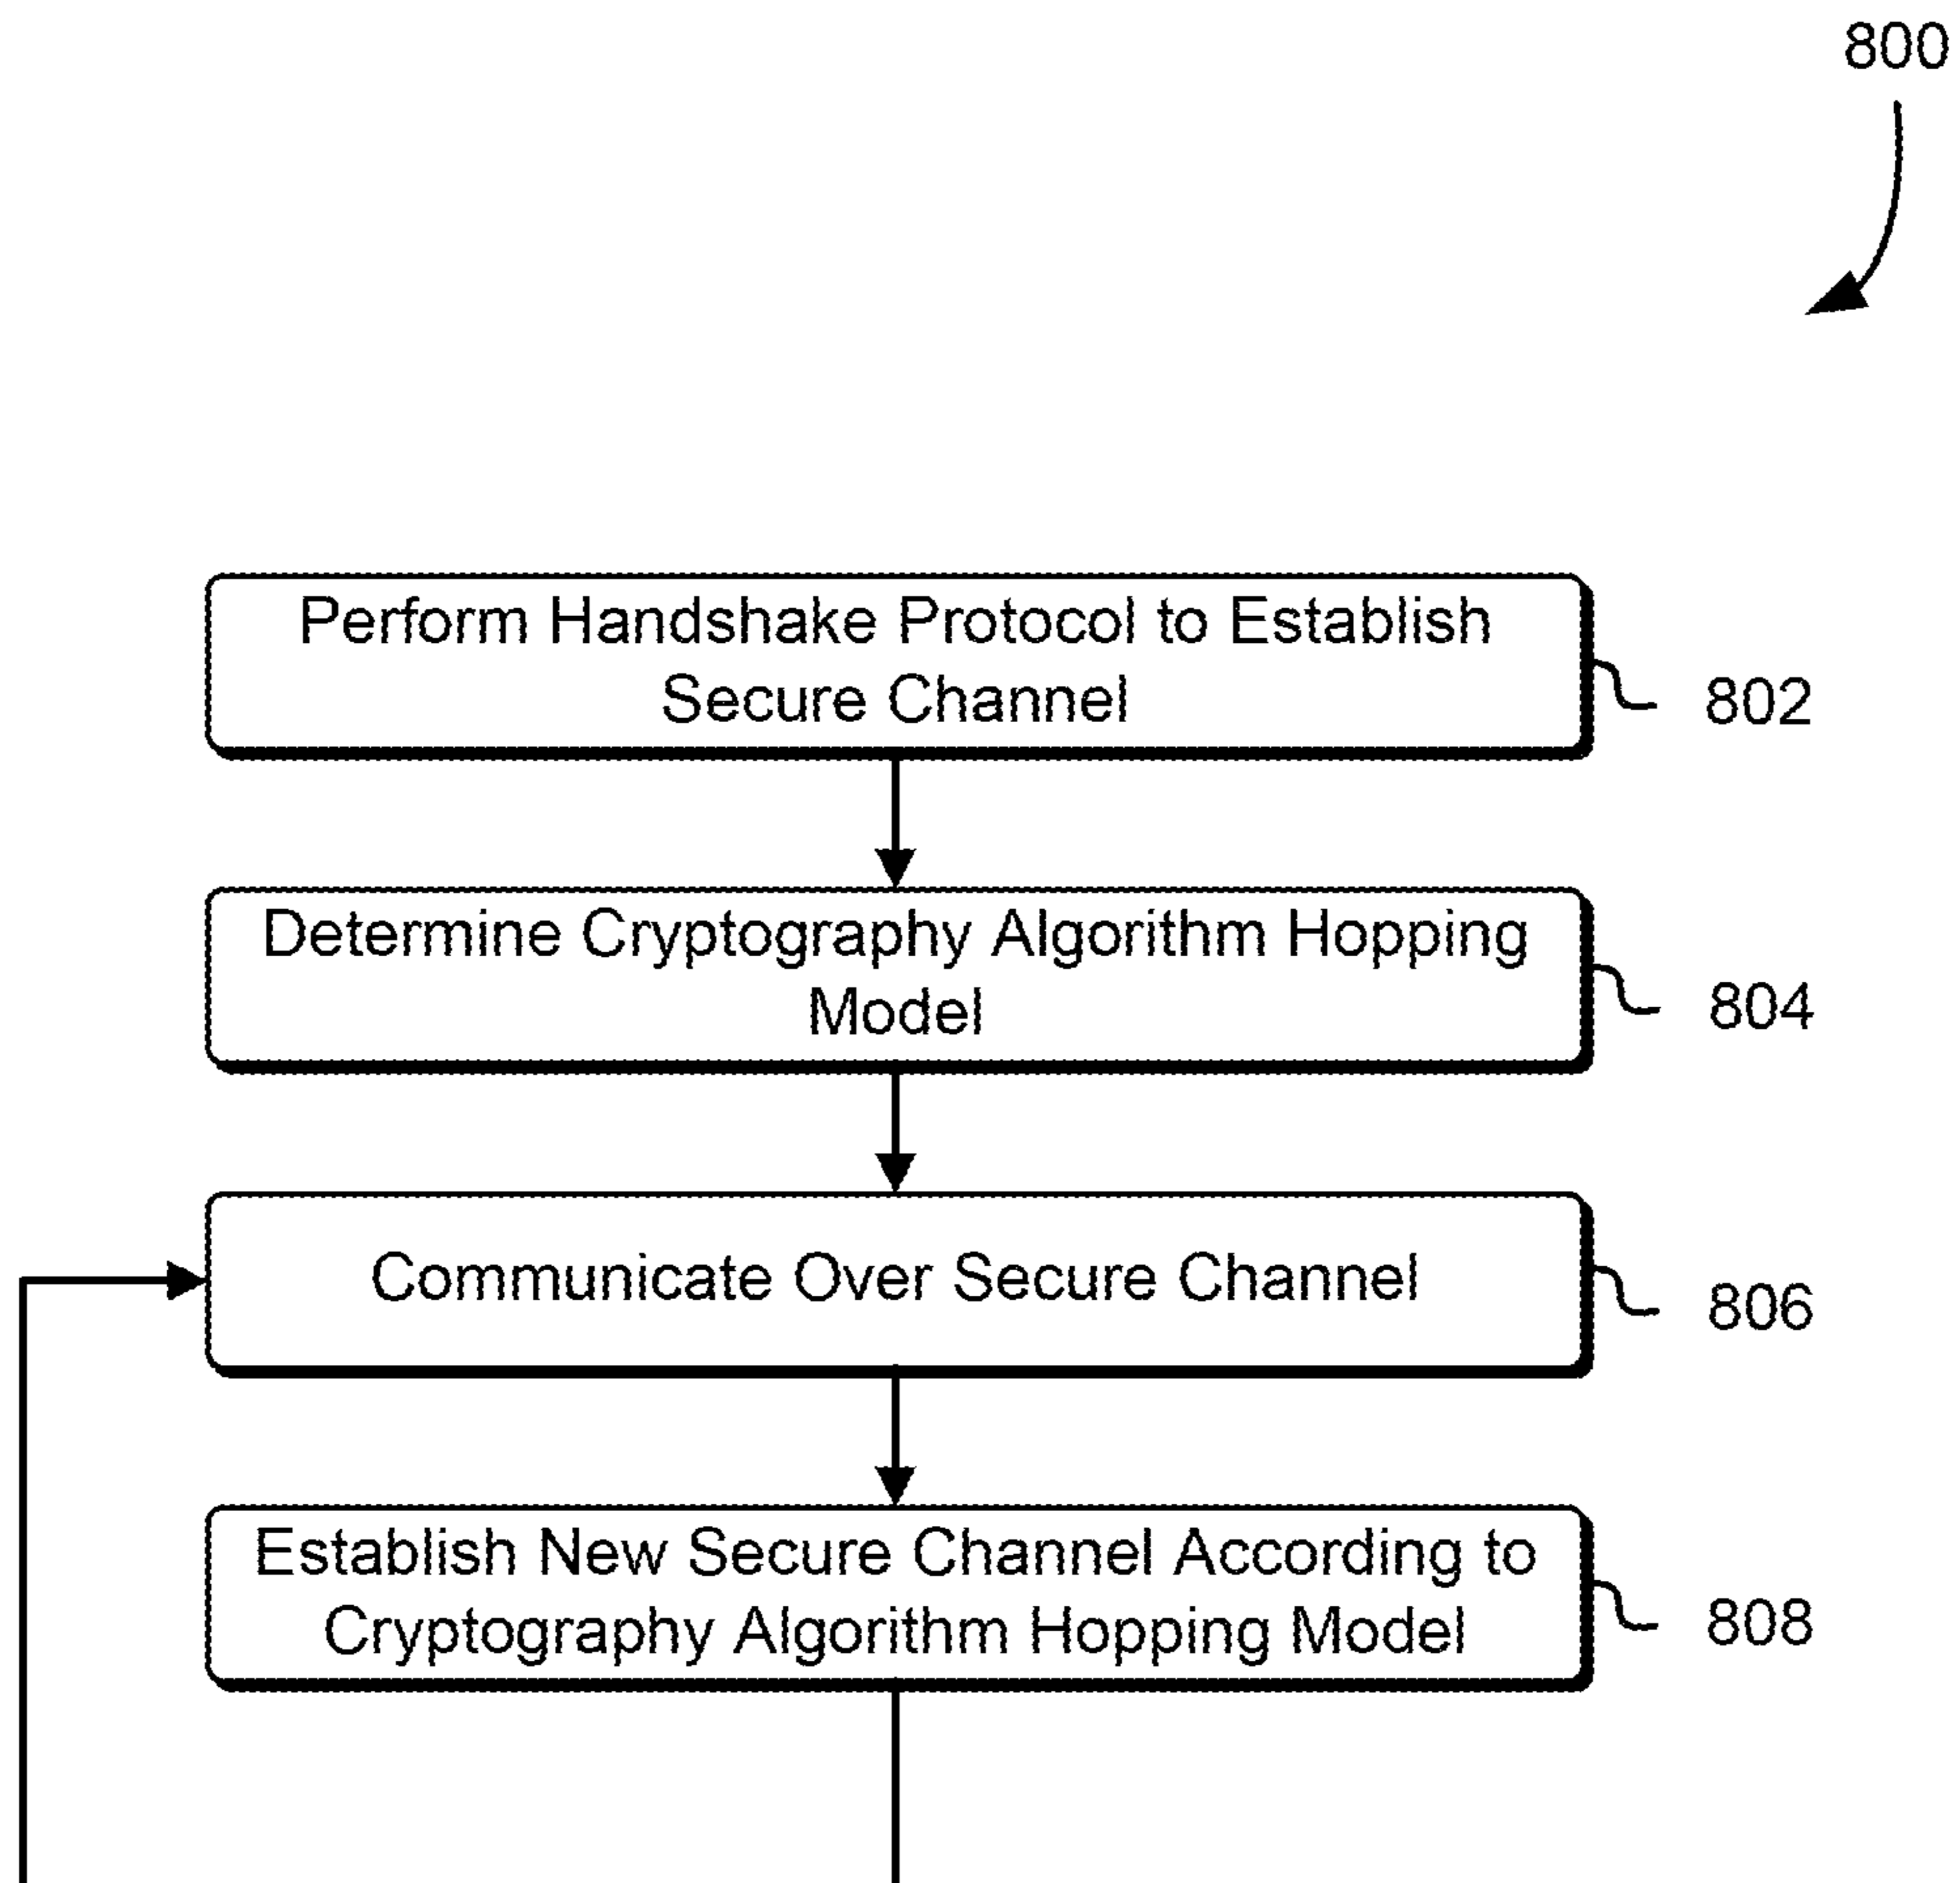 800
Perform Handshake Protocol to Establish
Secure Channel
802
Determine Cryptography Algorithm Hopping
Model
804
Communicate Over Secure Channel
806
Establish New Secure Channel According to
Cryptography Algorithm Hopping Model
808